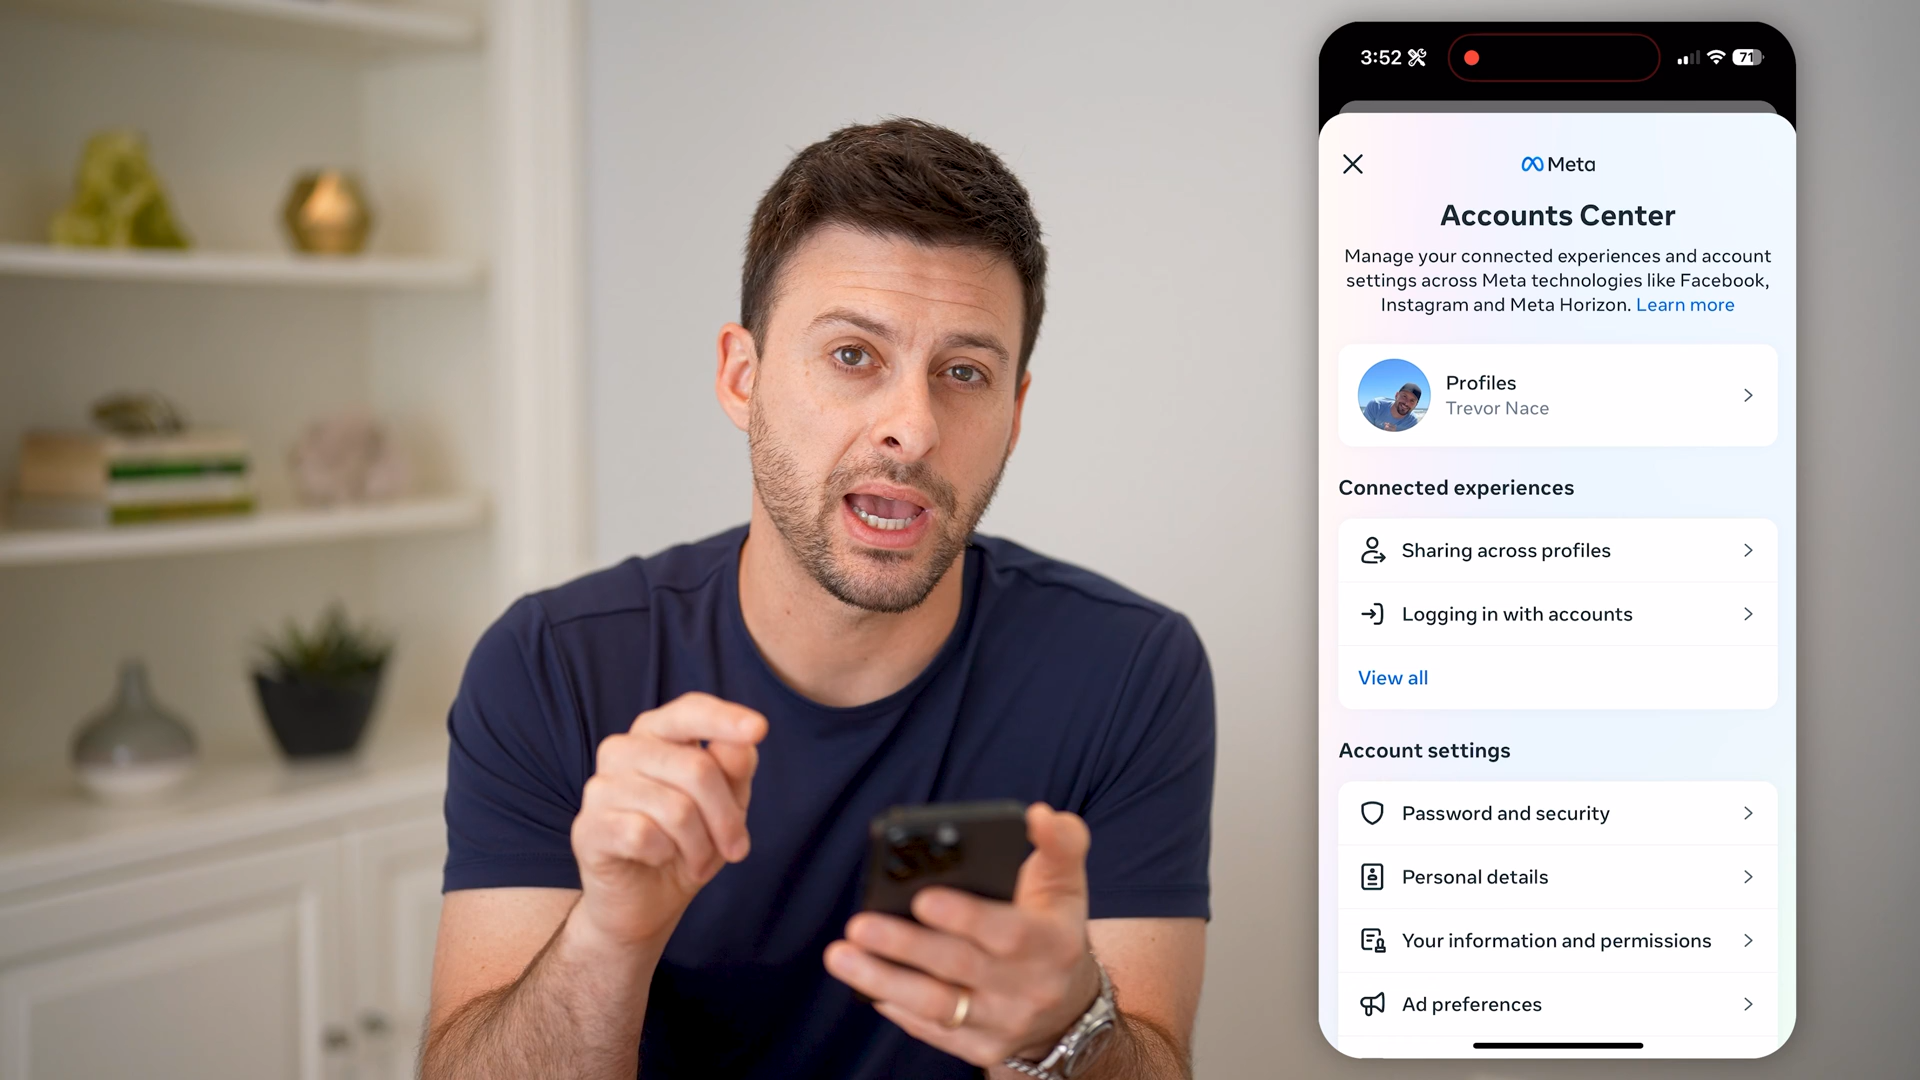 3:52
71
Meta
Accounts Center
Manage your connected experiences and account
settings across Meta technologies like Facebook,
Instagram and Meta Horizon. Learn more
Profiles
Trevor Nace
Connected experiences
Sharing across profiles
Logging in with accounts
View all
Account settings
Password and security
Personal details
Your information and permissions
Ad preferences